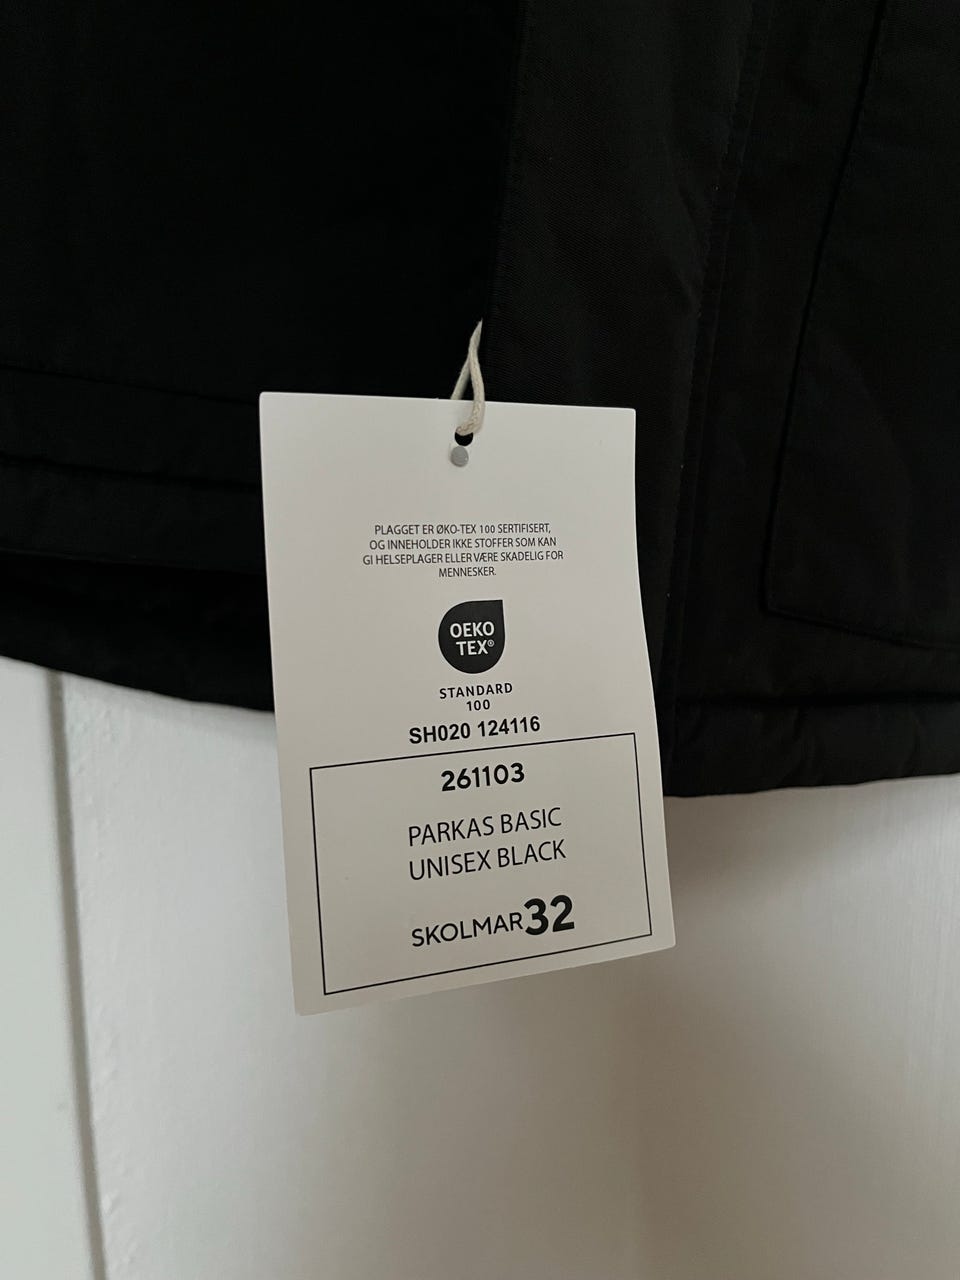 PLAGGET ER ØKO-TEX 100 SERTIFISERT,
OG INNEHOLDER IKKE STOFFER SOM KAN
GI HELSEPLAGER ELLER VÆRE SKADELIG FOR
MENNESKER.
OEKO
TEX®
STANDARD
100
SH020 124116
261103
PARKAS BASIC
UNISEX BLACK
SKOLMAR32